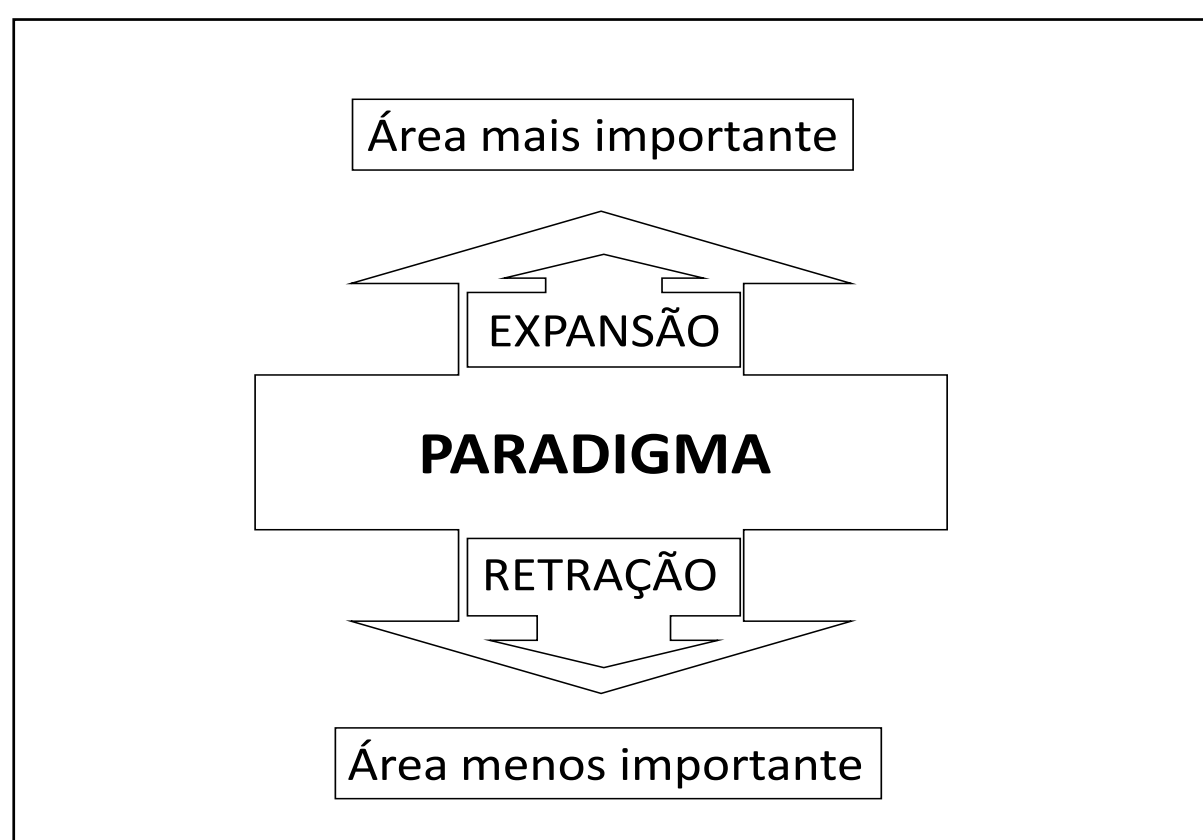 Área mais importante
EXPANSÃO
PARADIGMA
RETRAÇÃO
Área menos importante